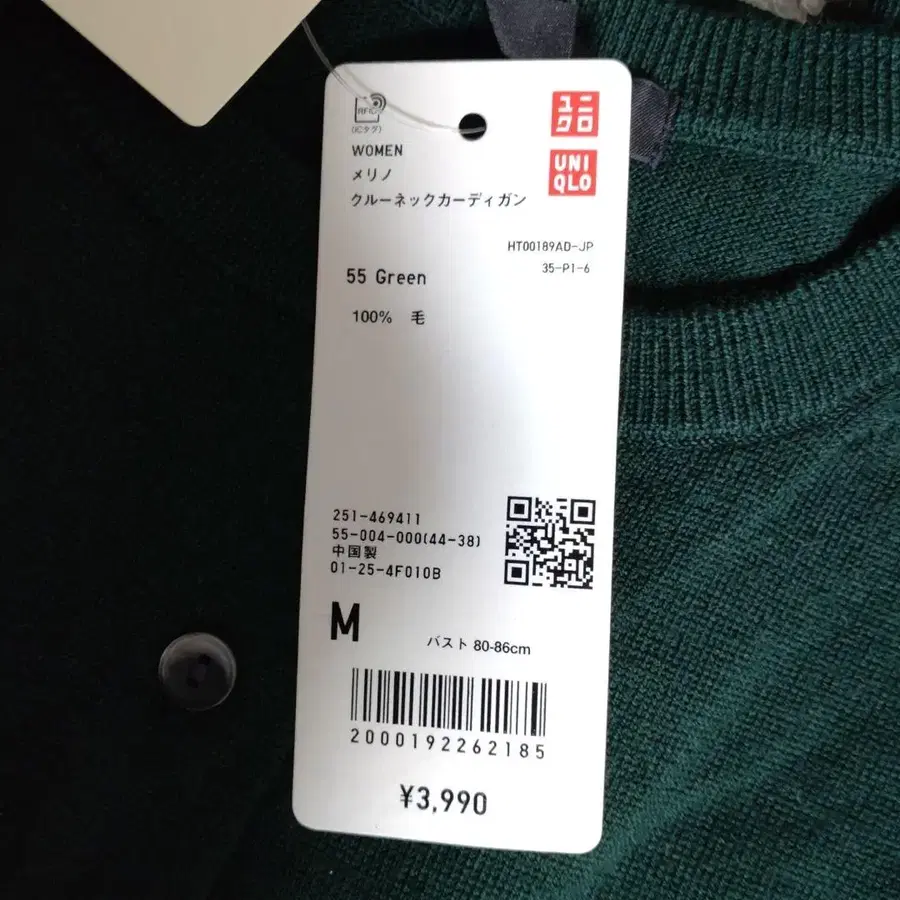 RFID
(ICタグ)
ユニ
クロ
WOMEN
UNI
QLO
メリノ
クルーネックカーディガン
HT00189AD-JP
35-P1-6
55 Green
100% 毛
251-469411
55-004-000(44-38)
中国製
01-25-4F010B
M
バスト 80-86cm
2000192262185
¥3,990